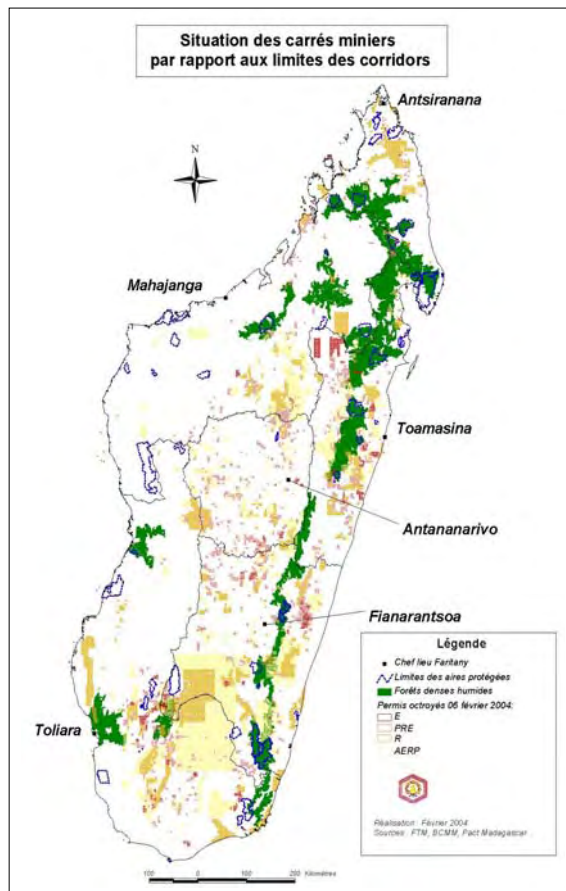 Situation des carrés miniers
par rapport aux limites des corridors
Antsiranana
N
Mahajanga
Toamasina
Antananarivo
Fianarantsoa
Toliara
Légende
Chef lieu Faritany
Limites des aires protégées
Forêts denses humides
Permis octroyés 06 février 2004:
E
PRE
R
AERP
Réalisation : Février 2004
Sources : FTM, BCMM, Pact Madagascar
100 0 100 200 Kilomètres